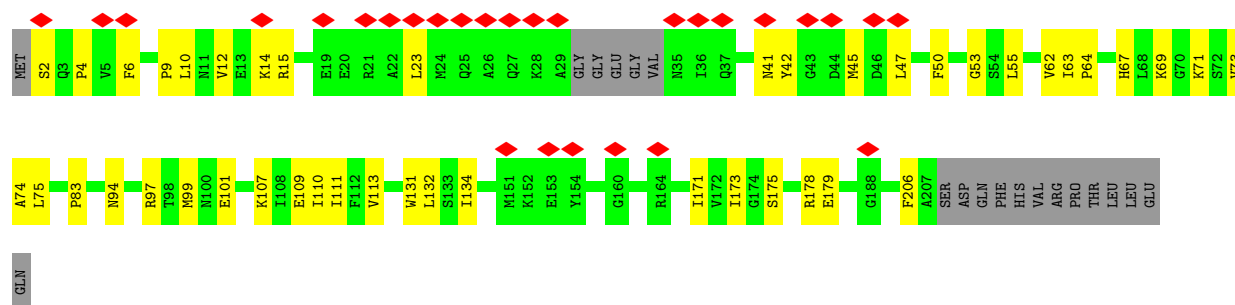 MET S2 Q3 P4 V5 F6 P9 L10 N11 V12 E13 K14 R15 E19 E20 R21 A22 L23 M24 Q25 A26 Q27 K28 A29 GLY GLY GLU GLY VAL N35 I36 Q37 N41 Y42 G43 D44 M45 D46 L47 F50 G53 S54 L55 V62 I63 P64 H67 L68 K69 G70 K71 S72
A74 L75 P83 N94 R97 T98 M99 N100 E101 K107 I108 E109 I110 I111 F112 V113 W131 L132 S133 I134 M151 K152 E153 Y154 G160 R164 I171 V172 I173 G174 S175 R178 E179 G188 F206 A207 SER ASP GLN PHE HIS VAL ARG PRO THR LEU LEU GLU
GLN